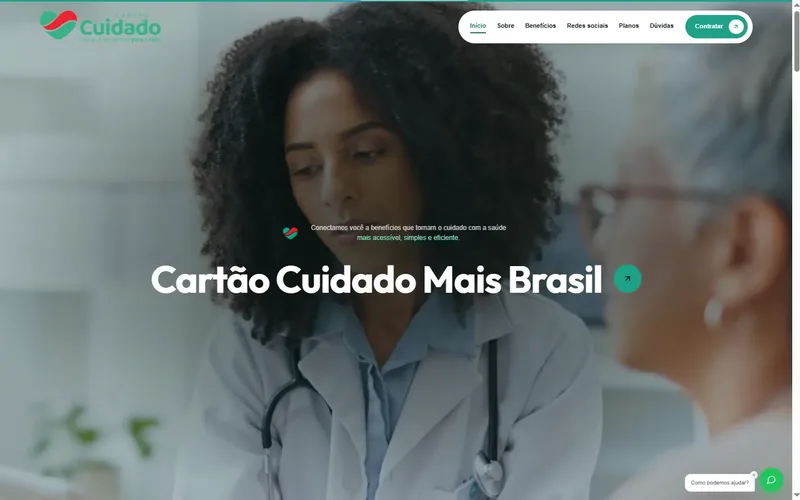 CARTÃO
Cuidado
Início
Sobre
Benefícios
Redes sociais
Planos
Dúvidas
Contratar
Conectamos você a benefícios que tornam o cuidado com a saúde
mais acessível, simples e eficiente.
Cartão Cuidado Mais Brasil
Como podemos ajudar?